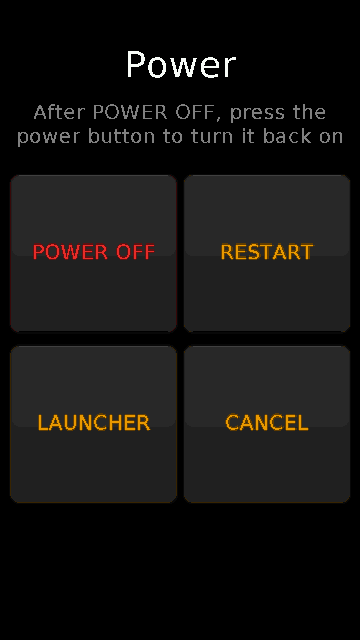 Power
After POWER OFF, press the
power button to turn it back on
POWER OFF
RESTART
LAUNCHER
CANCEL